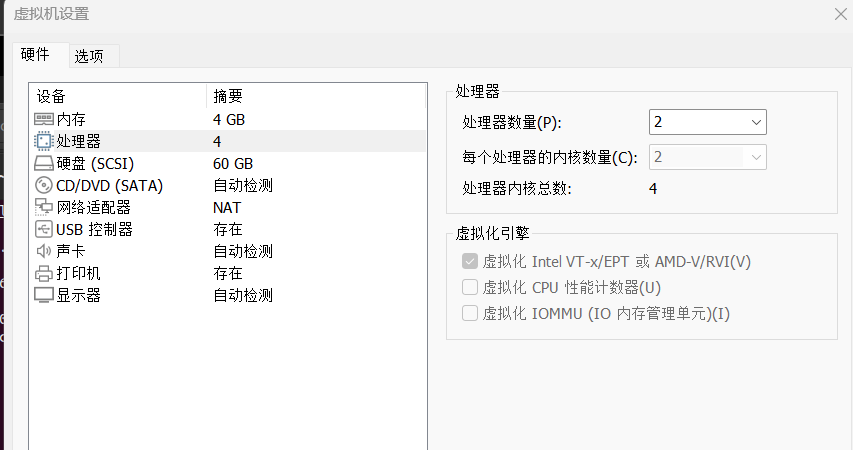 虚拟机设置
硬件 选项
设备 摘要
内存 4 GB
处理器 4
硬盘 (SCSI) 60 GB
CD/DVD (SATA) 自动检测
网络适配器 NAT
USB 控制器 存在
声卡 自动检测
打印机 存在
显示器 自动检测
处理器
处理器数量(P): 2
每个处理器的内核数量(C): 2
处理器内核总数: 4
虚拟化引擎
虚拟化 Intel VT-x/EPT 或 AMD-V/RVI(V)
虚拟化 CPU 性能计数器(U)
虚拟化 IOMMU (IO 内存管理单元)(I)